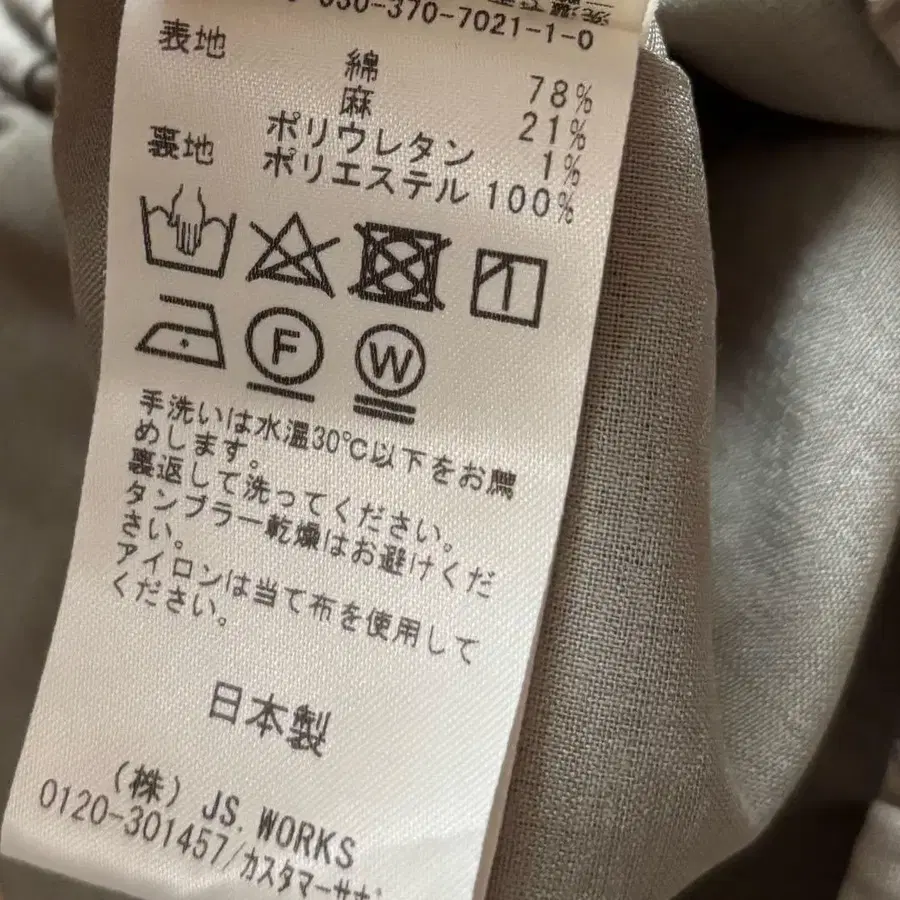 030-370-7021-1-0
表地
綿 78%
麻 21%
ポリウレタン 1%
裏地 ポリエステル 100%
F W
手洗いは水温30℃以下をお薦
めします。
裏返して洗ってください。
タンブラー乾燥はお避けくだ
さい。
アイロンは当て布を使用して
ください。
日本製
(株) JS.WORKS
0120-301457/カスタマーサポ